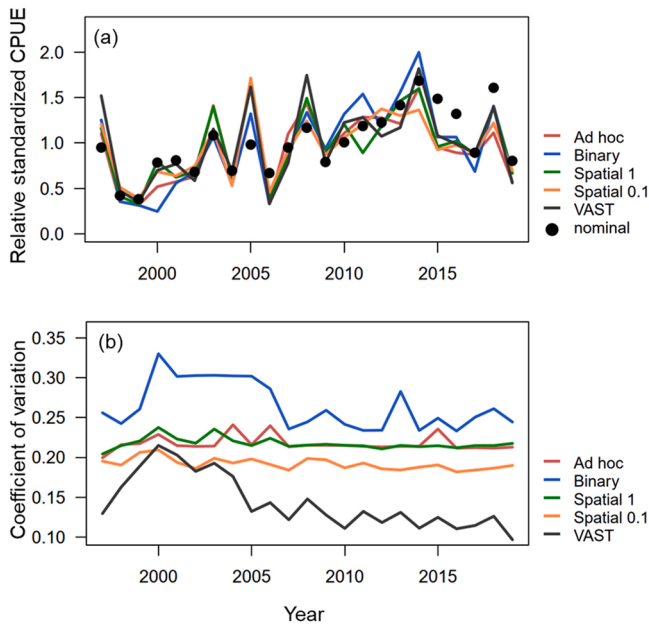 (a)
Relative standardized CPUE
2.0
1.5
1.0
0.5
0.0
2000 2005 2010 2015
Ad hoc
Binary
Spatial 1
Spatial 0.1
VAST
nominal
(b)
Coefficient of variation
0.35
0.30
0.25
0.20
0.15
0.10
2000 2005 2010 2015
Year
Ad hoc
Binary
Spatial 1
Spatial 0.1
VAST